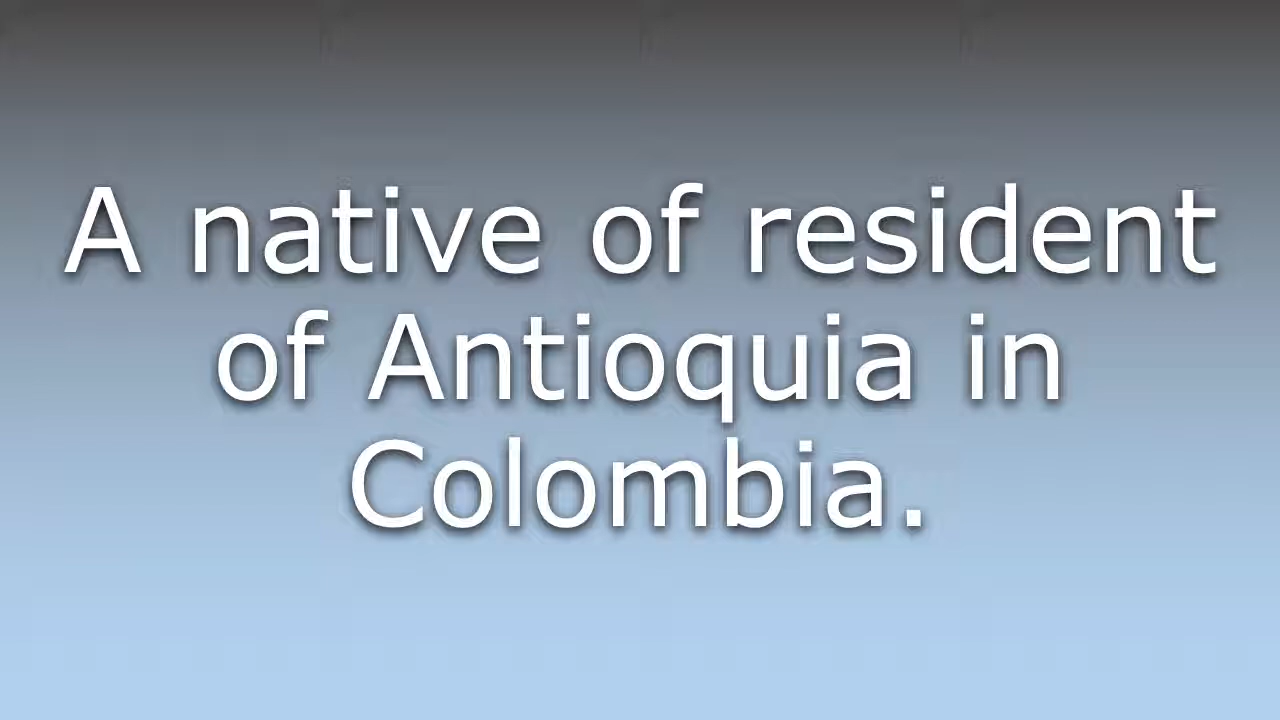 A native of resident
of Antioquia in
Colombia.